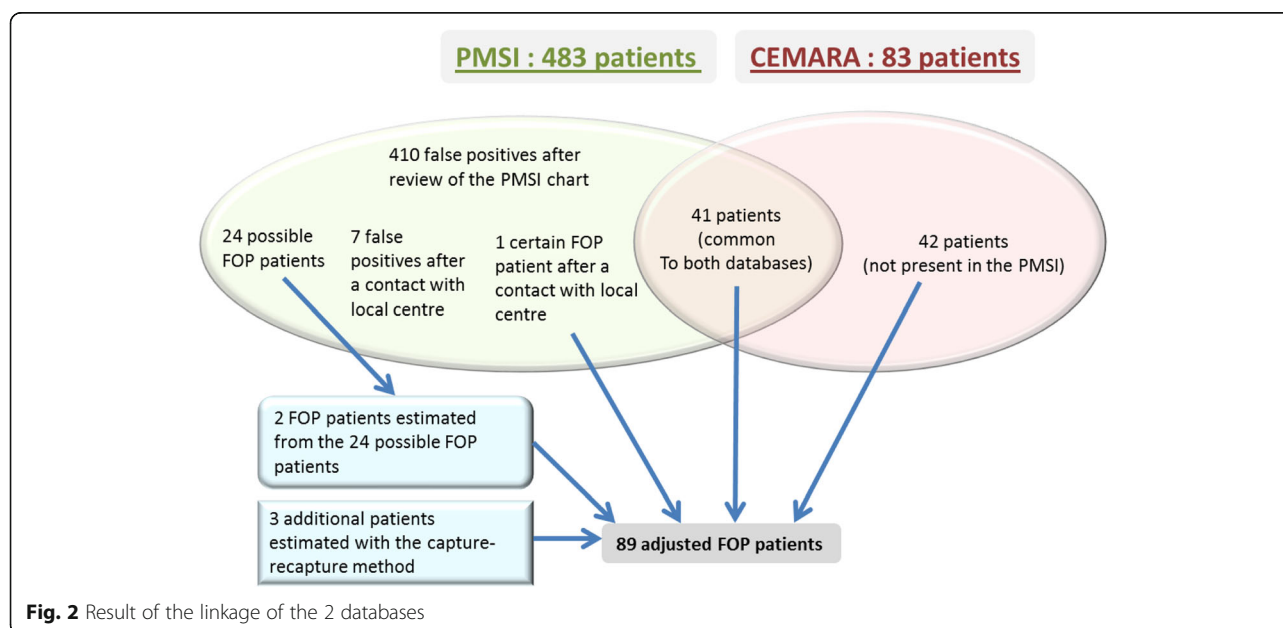 PMSI : 483 patients
CEMARA : 83 patients
410 false positives after
review of the PMSI chart
24 possible
FOP patients
7 false
positives after
a contact with
local centre
1 certain FOP
patient after a
contact with local
centre
41 patients
(common
To both databases)
42 patients
(not present in the PMSI)
2 FOP patients estimated
from the 24 possible FOP
patients
3 additional patients
estimated with the capture-
recapture method
89 adjusted FOP patients
Fig. 2 Result of the linkage of the 2 databases